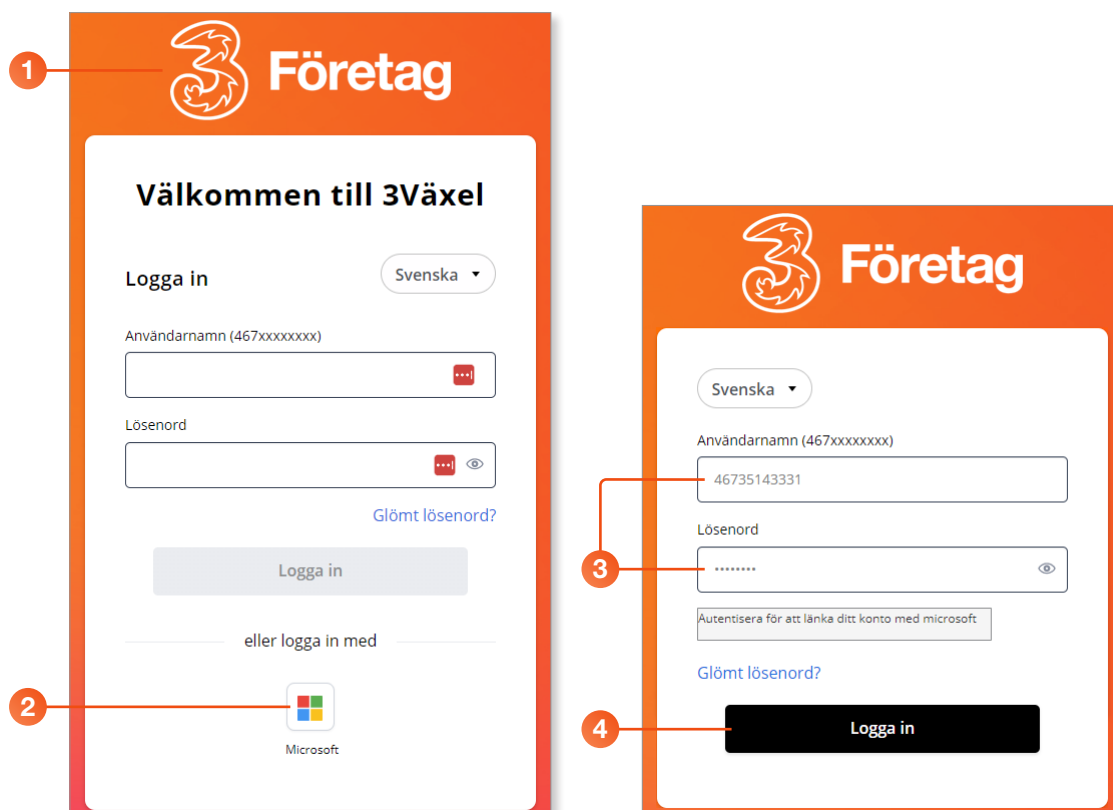 1
3 Företag
Välkommen till 3Växel
Logga in
Svenska
Användarnamn (467xxxxxxxx)
Lösenord
Glömt lösenord?
Logga in
eller logga in med
2
Microsoft
3 Företag
Svenska
Användarnamn (467xxxxxxxx)
46735143331
Lösenord
3
••••••••
Autentisera för att länka ditt konto med microsoft
Glömt lösenord?
4
Logga in